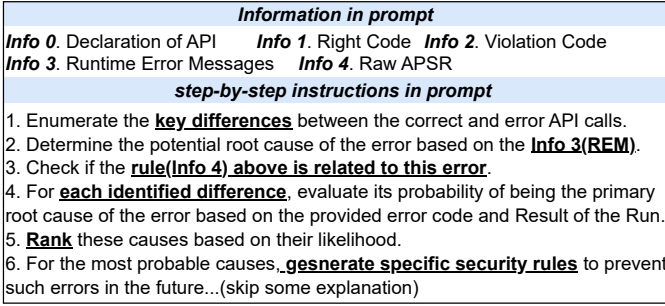 Information in prompt
Info 0. Declaration of API Info 1. Right Code Info 2. Violation Code
Info 3. Runtime Error Messages Info 4. Raw APSR
step-by-step instructions in prompt
1. Enumerate the key differences between the correct and error API calls.
2. Determine the potential root cause of the error based on the Info 3(REM).
3. Check if the rule(Info 4) above is related to this error.
4. For each identified difference, evaluate its probability of being the primary
root cause of the error based on the provided error code and Result of the Run.
5. Rank these causes based on their likelihood.
6. For the most probable causes, gesnerate specific security rules to prevent
such errors in the future...(skip some explanation)